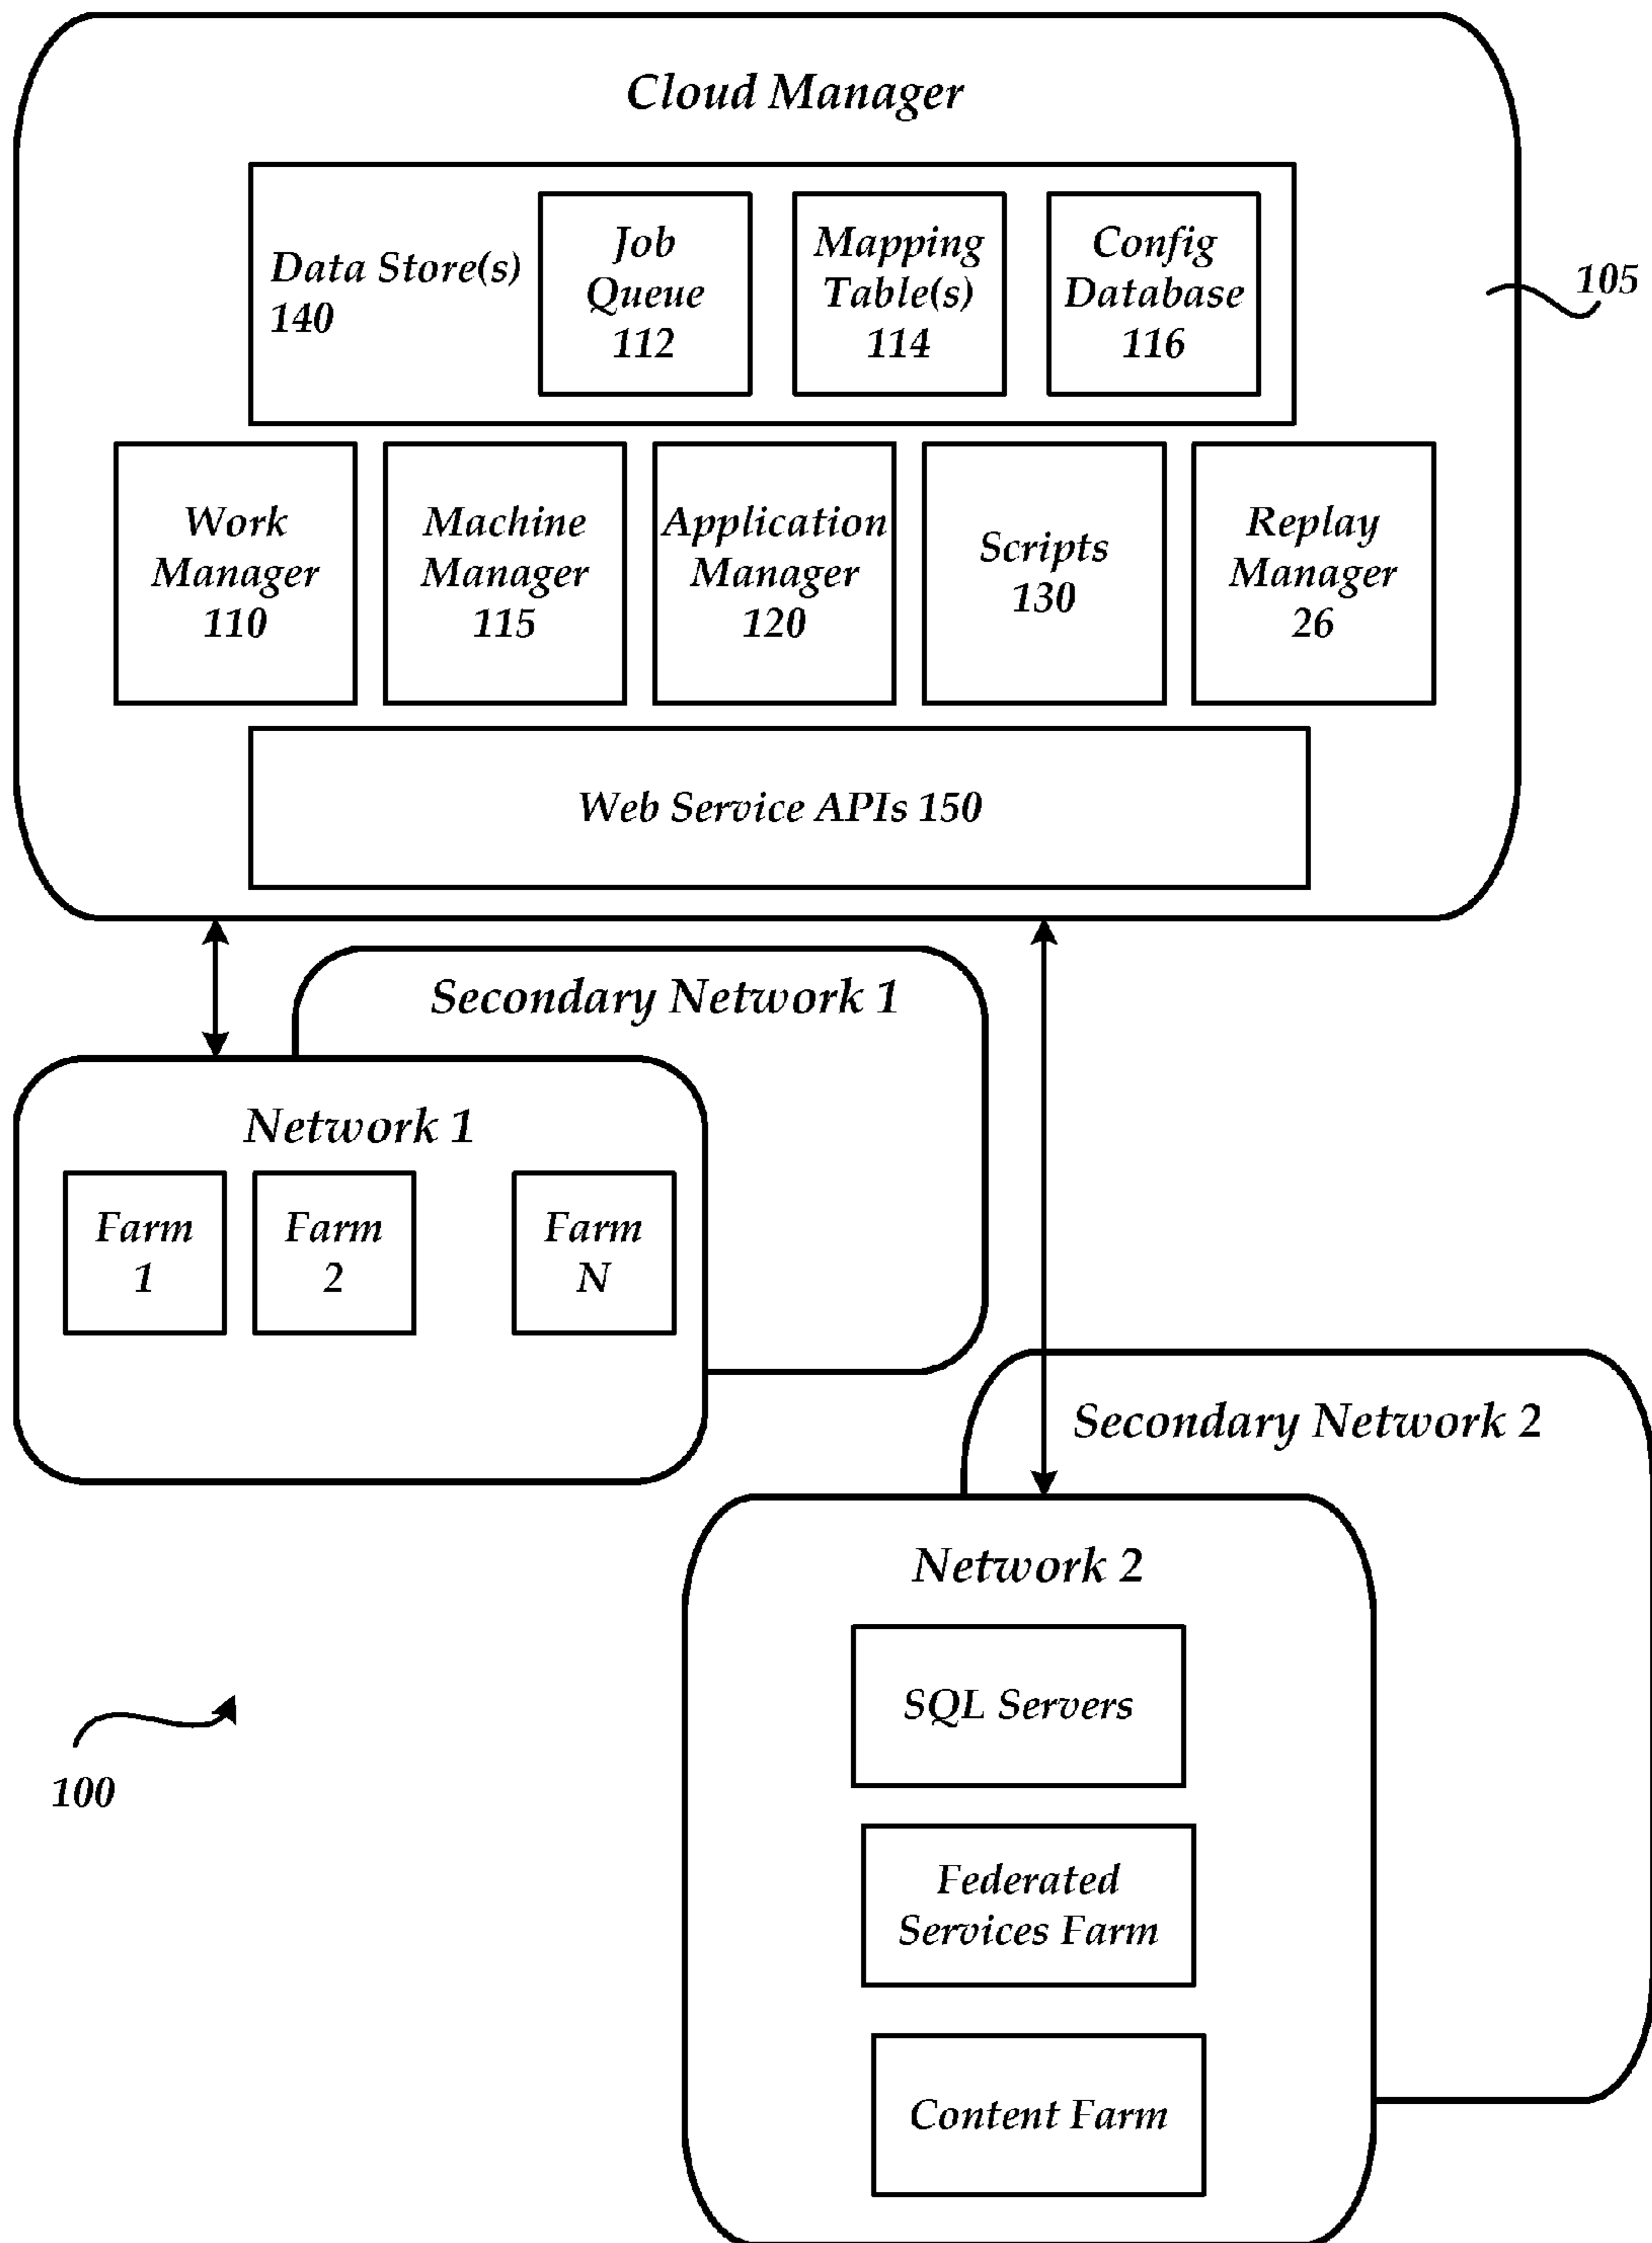 Cloud Manager
Data Store(s)
140
Job
Queue
112
Mapping
Table(s)
114
Config
Database
116
105
Work
Manager
110
Machine
Manager
115
Application
Manager
120
Scripts
130
Replay
Manager
26
Web Service APIs 150
Secondary Network 1
Network 1
Farm
1
Farm
2
Farm
N
Secondary Network 2
Network 2
SQL Servers
Federated
Services Farm
Content Farm
100